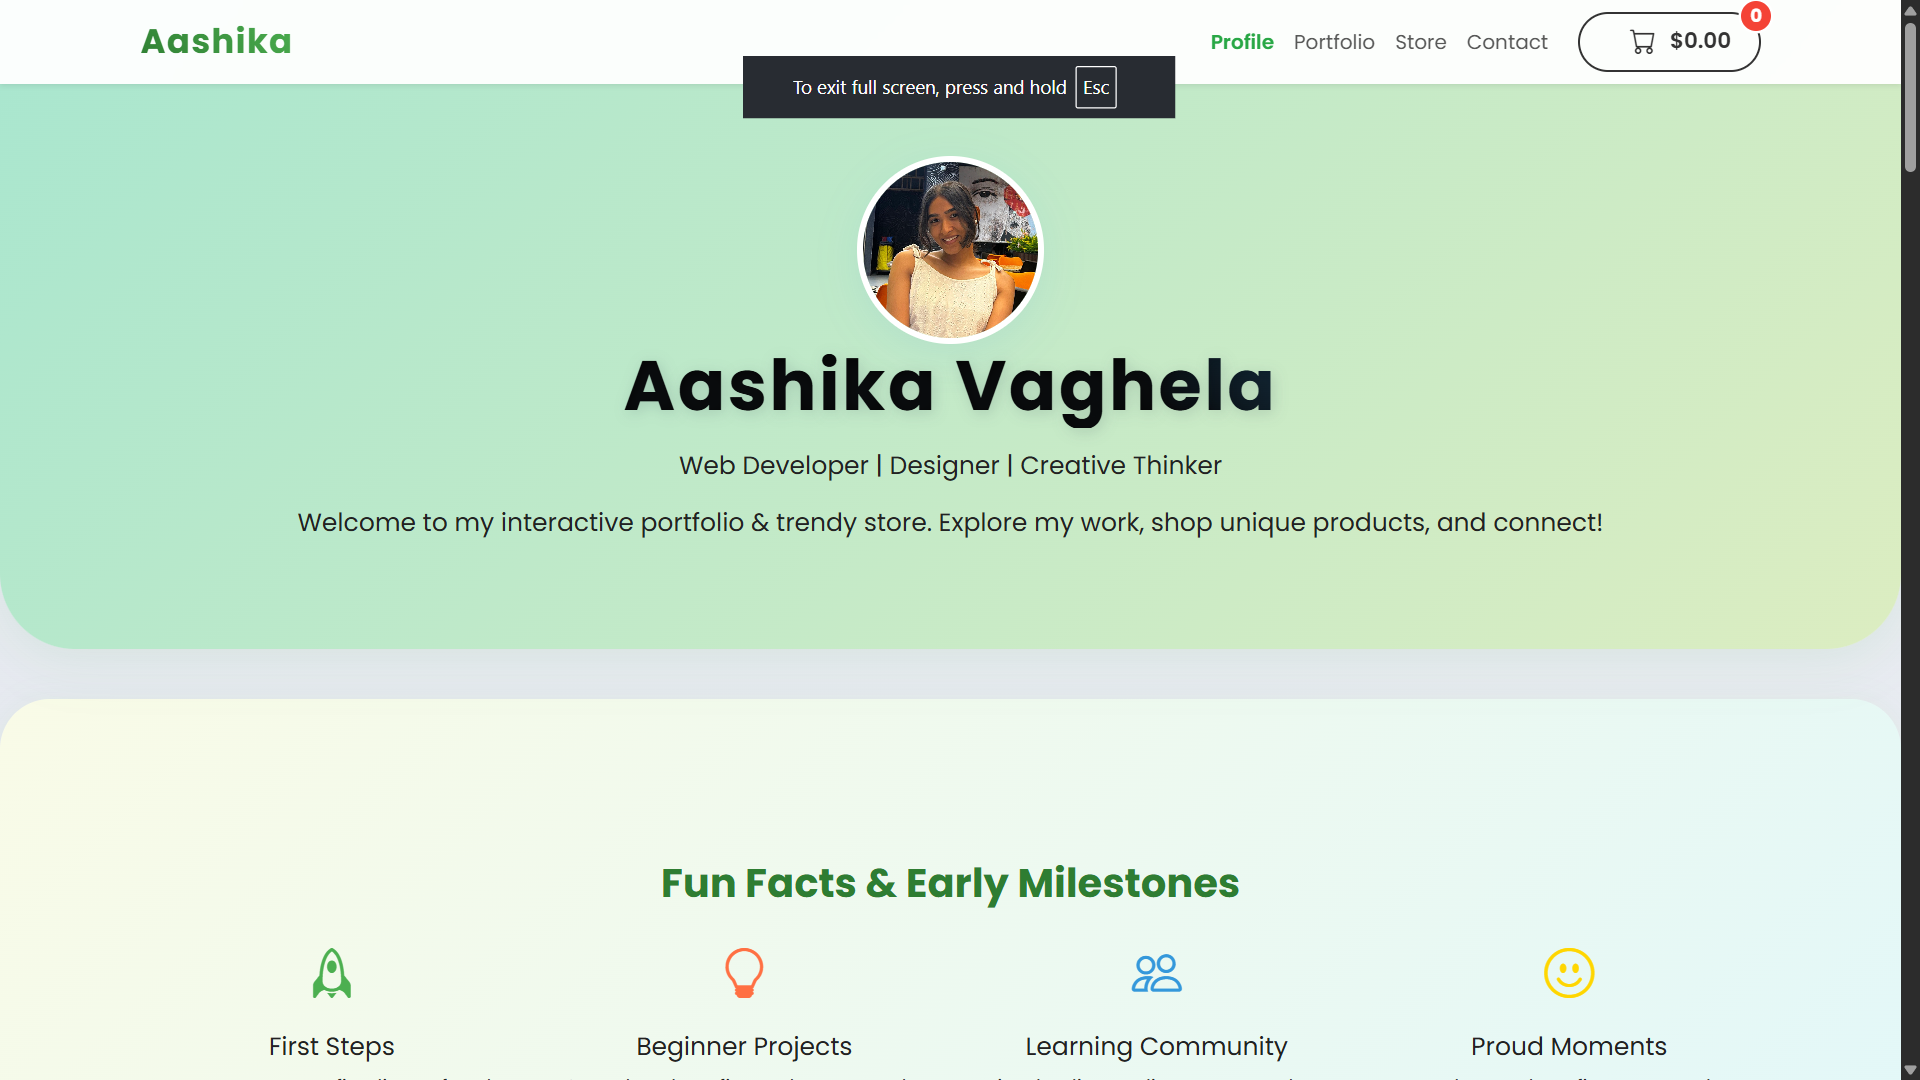 Aashika
Profile Portfolio Store Contact $0.00 0
To exit full screen, press and hold Esc
Aashika Vaghela
Web Developer | Designer | Creative Thinker
Welcome to my interactive portfolio & trendy store. Explore my work, shop unique products, and connect!
Fun Facts & Early Milestones
First Steps
Beginner Projects
Learning Community
Proud Moments